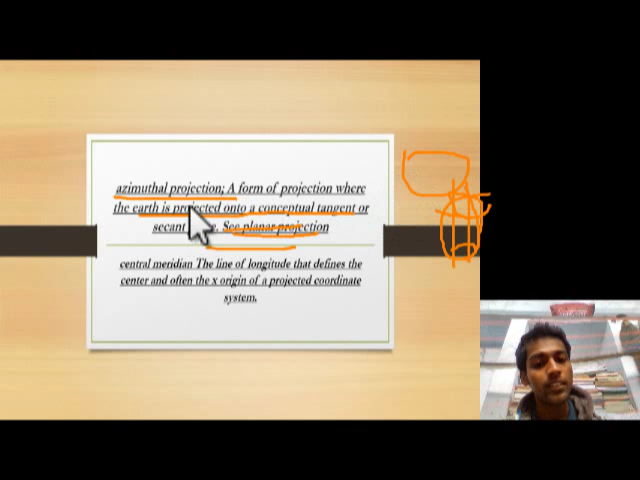 azimuthal projection; A form of projection where
the earth is projected onto a conceptual tangent or
secant See planar projection
central meridian The line of longitude that defines the
center and often the x origin of a projected coordinate
system.